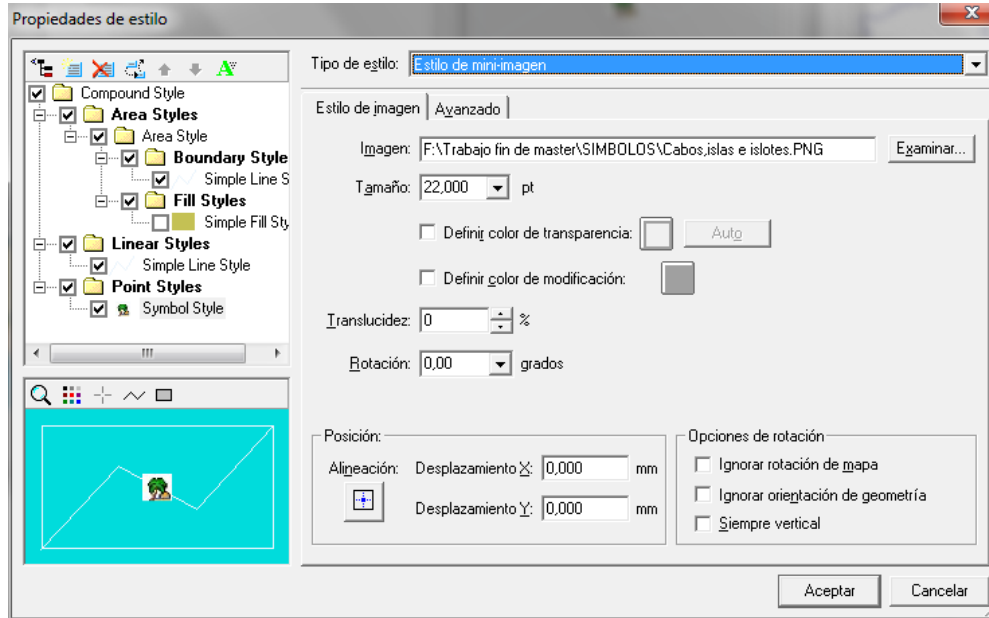 Propiedades de estilo
Tipo de estilo: Estilo de mini-imagen
Compound Style
Area Styles
Area Style
Boundary Style
Simple Line S
Fill Styles
Simple Fill Sty
Linear Styles
Simple Line Style
Point Styles
Symbol Style
Estilo de imagen
Avanzado
Imagen: F:\Trabajo fin de master\SIMBOLOS\Cabos,islas e islotes.PNG Examinar...
Tamaño: 22,000 pt
Definir color de transparencia: Auto
Definir color de modificación:
Translucidez: 0 %
Rotación: 0,00 grados
Posición:
Alineación: Desplazamiento X: 0,000 mm
Desplazamiento Y: 0,000 mm
Opciones de rotación
Ignorar rotación de mapa
Ignorar orientación de geometría
Siempre vertical
Aceptar Cancelar